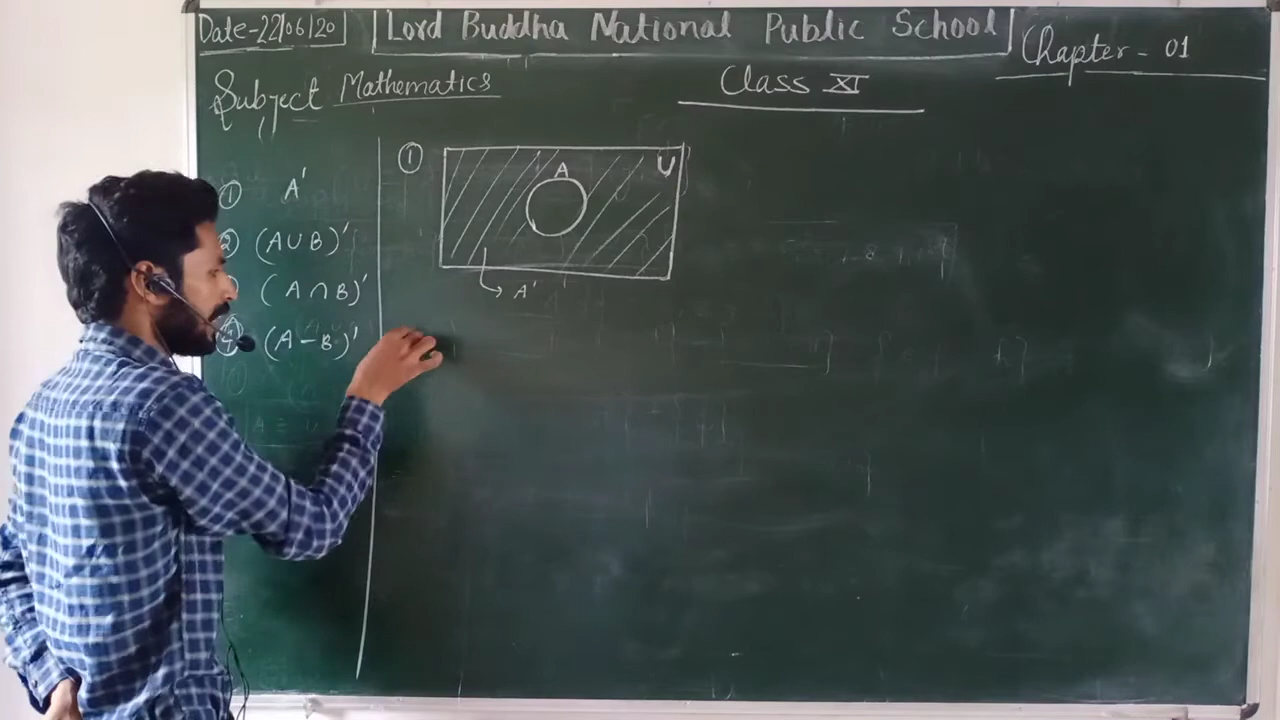 Date-22/06/20
Lord Buddha National Public School
Chapter - 01
Subject Mathematics
Class XI
① A'
② (A∪B)'
(A∩B)'
④ (A-B)'
①
A
U
A'